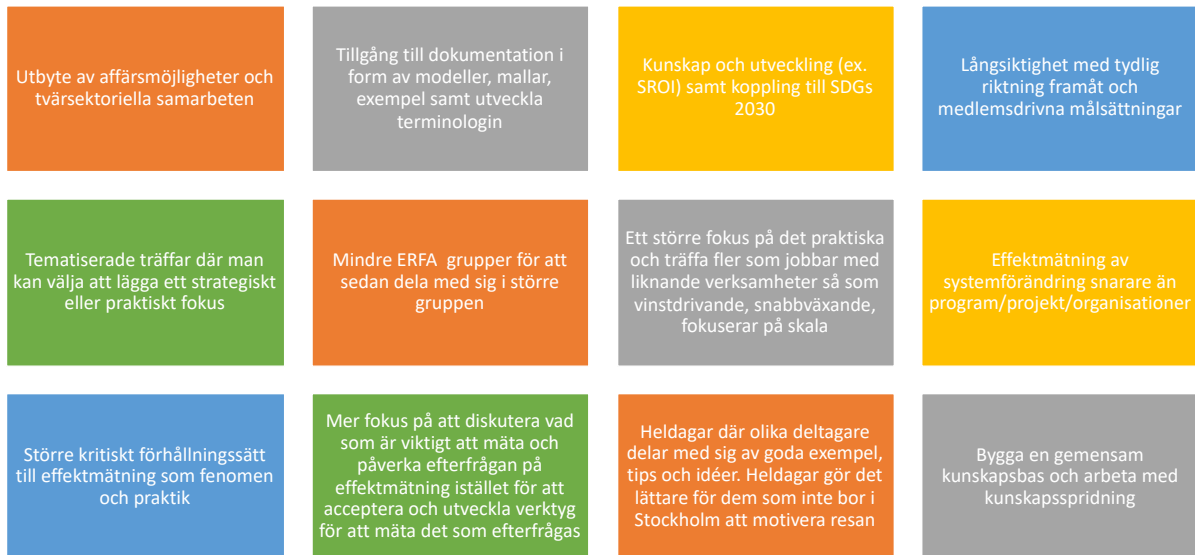 Utbyte av affärsmöjligheter och
tvärsektoriella samarbeten
Tillgång till dokumentation i
form av modeller, mallar,
exempel samt utveckla
terminologin
Kunskap och utveckling (ex.
SROI) samt koppling till SDGs
2030
Långsiktighet med tydlig
riktning framåt och
medlemsdrivna målsättningar
Tematiserade träffar där man
kan välja att lägga ett strategiskt
eller praktiskt fokus
Mindre ERFA  grupper för att
sedan dela med sig i större
gruppen
Ett större fokus på det praktiska
och träffa fler som jobbar med
liknande verksamheter så som
vinstdrivande, snabbväxande,
fokuserar på skala
Effektmätning av
systemförändring snarare än
program/projekt/organisationer
Större kritiskt förhållningssätt
till effektmätning som fenomen
och praktik
Mer fokus på att diskutera vad
som är viktigt att mäta och
påverka efterfrågan på
effektmätning istället för att
acceptera och utveckla verktyg
för att mäta det som efterfrågas
Heldagar där olika deltagare
delar med sig av goda exempel,
tips och idéer. Heldagar gör det
lättare för dem som inte bor i
Stockholm att motivera resan
Bygga en gemensam
kunskapsbas och arbeta med
kunskapsspridning